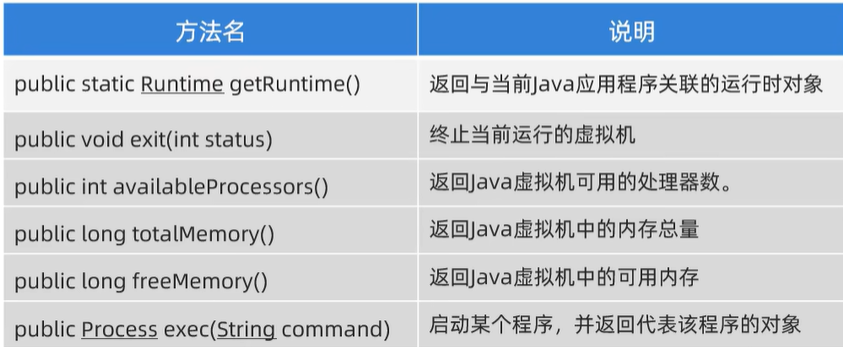 方法名 说明
public static Runtime getRuntime() 返回与当前Java应用程序关联的运行时对象
public void exit(int status) 终止当前运行的虚拟机
public int availableProcessors() 返回Java虚拟机可用的处理器数。
public long totalMemory() 返回Java虚拟机中的内存总量
public long freeMemory() 返回Java虚拟机中的可用内存
public Process exec(String command) 启动某个程序，并返回代表该程序的对象